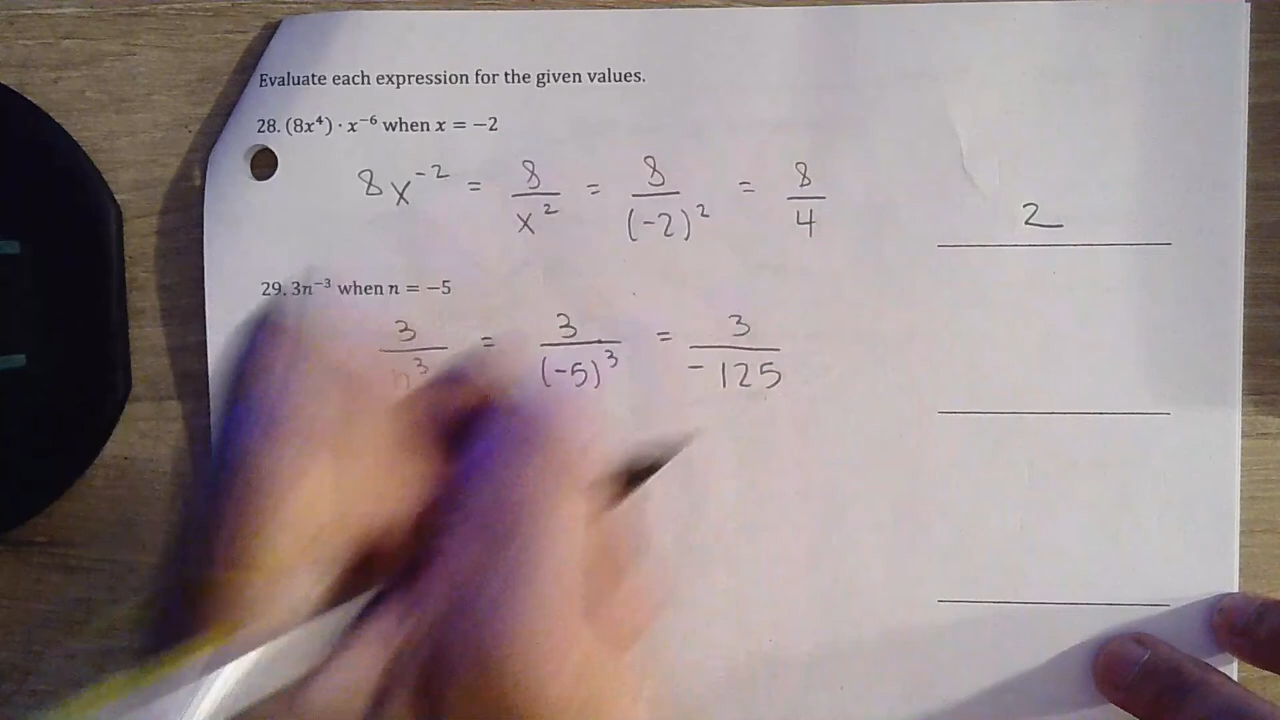 Evaluate each expression for the given values.
28. (8x⁴) · x⁻⁶ when x = −2
8x⁻² = 8/x² = 8/(-2)² = 8/4
2
29. 3n⁻³ when n = −5
3/n³ = 3/(-5)³ = 3/-125